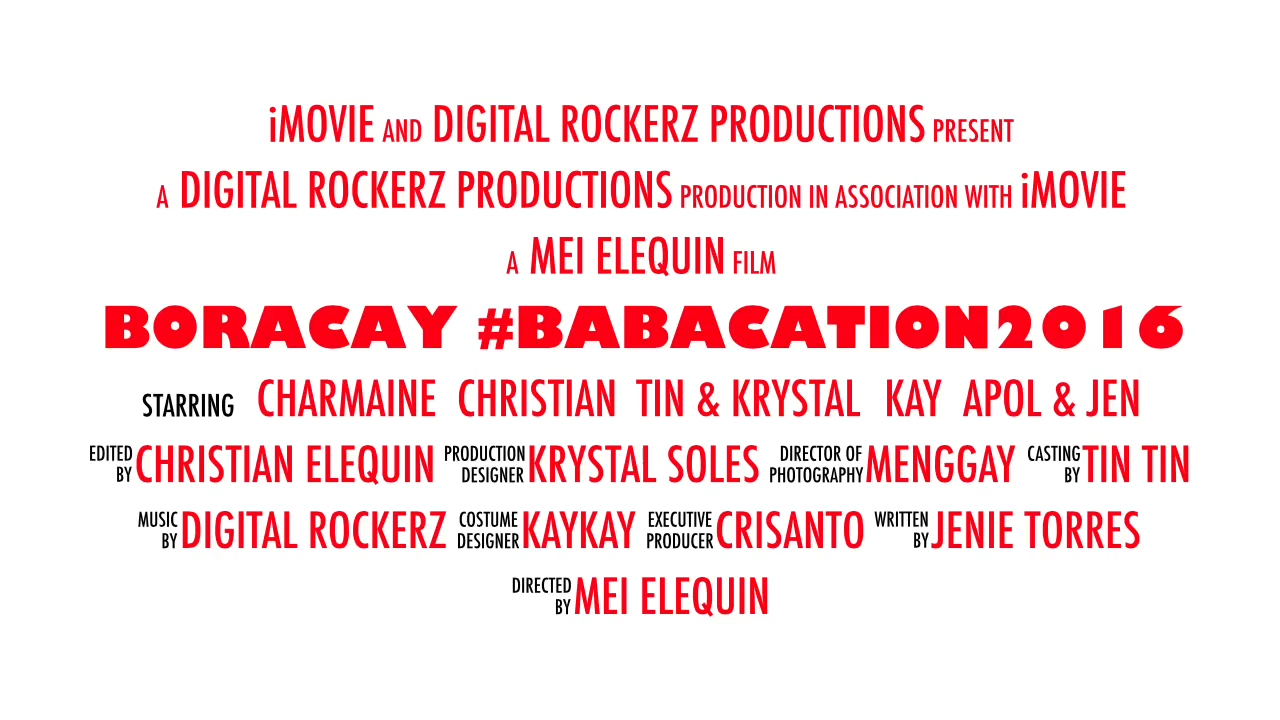 iMOVIE AND DIGITAL ROCKERZ PRODUCTIONS PRESENT
A DIGITAL ROCKERZ PRODUCTIONS PRODUCTION IN ASSOCIATION WITH iMOVIE
A MEI ELEQUIN FILM
BORACAY #BABACATION2016
STARRING CHARMAINE CHRISTIAN TIN & KRYSTAL KAY APOL & JEN
EDITED BY CHRISTIAN ELEQUIN PRODUCTION DESIGNER KRYSTAL SOLES DIRECTOR OF PHOTOGRAPHY MENGGAY CASTING BY TIN TIN
MUSIC BY DIGITAL ROCKERZ COSTUME DESIGNER KAYKAY EXECUTIVE PRODUCER CRISANTO WRITTEN BY JENIE TORRES
DIRECTED BY MEI ELEQUIN